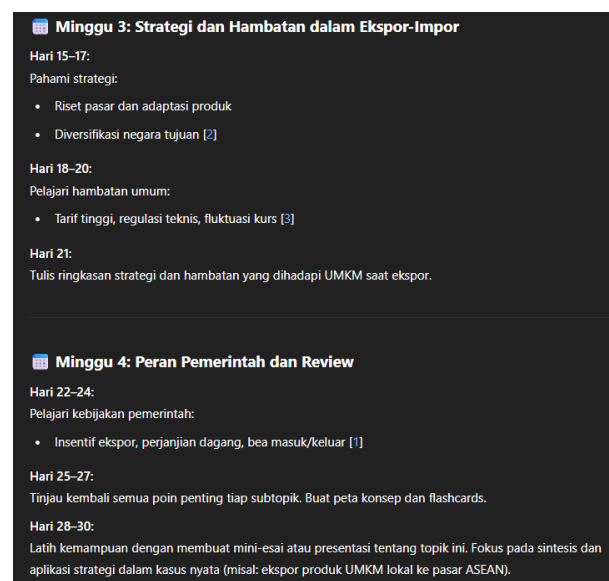 Minggu 3: Strategi dan Hambatan dalam Ekspor-Impor
Hari 15–17:
Pahami strategi:
• Riset pasar dan adaptasi produk
• Diversifikasi negara tujuan [2]
Hari 18–20:
Pelajari hambatan umum:
• Tarif tinggi, regulasi teknis, fluktuasi kurs [3]
Hari 21:
Tulis ringkasan strategi dan hambatan yang dihadapi UMKM saat ekspor.
Minggu 4: Peran Pemerintah dan Review
Hari 22–24:
Pelajari kebijakan pemerintah:
• Insentif ekspor, perjanjian dagang, bea masuk/keluar [1]
Hari 25–27:
Tinjau kembali semua poin penting tiap subtopik. Buat peta konsep dan flashcards.
Hari 28–30:
Latih kemampuan dengan membuat mini-esai atau presentasi tentang topik ini. Fokus pada sintesis dan
aplikasi strategi dalam kasus nyata (misal: ekspor produk UMKM lokal ke pasar ASEAN).